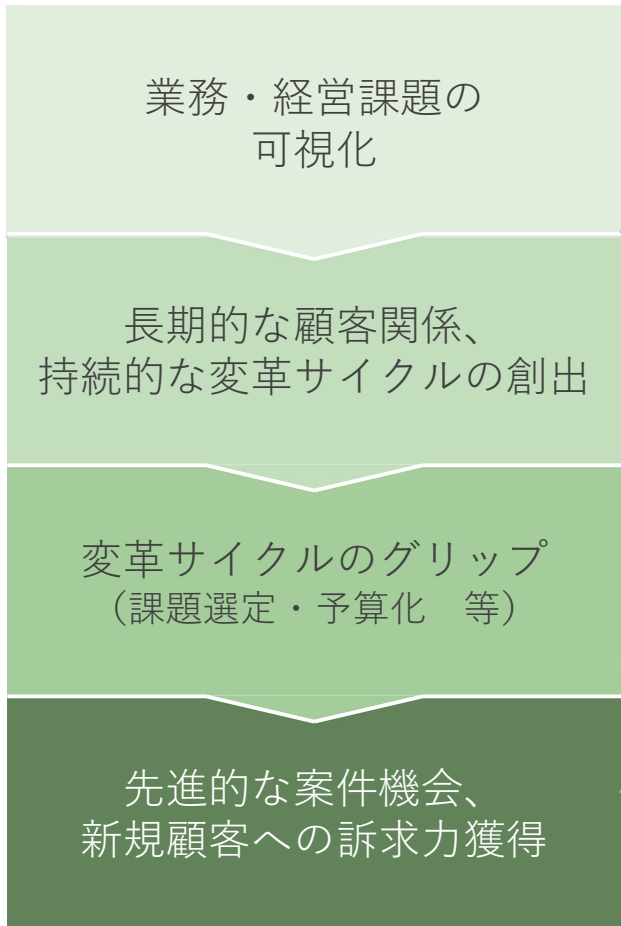 業務・経営課題の
可視化
長期的な顧客関係、
持続的な変革サイクルの創出
変革サイクルのグリップ
（課題選定・予算化　等）
先進的な案件機会、
新規顧客への訴求力獲得